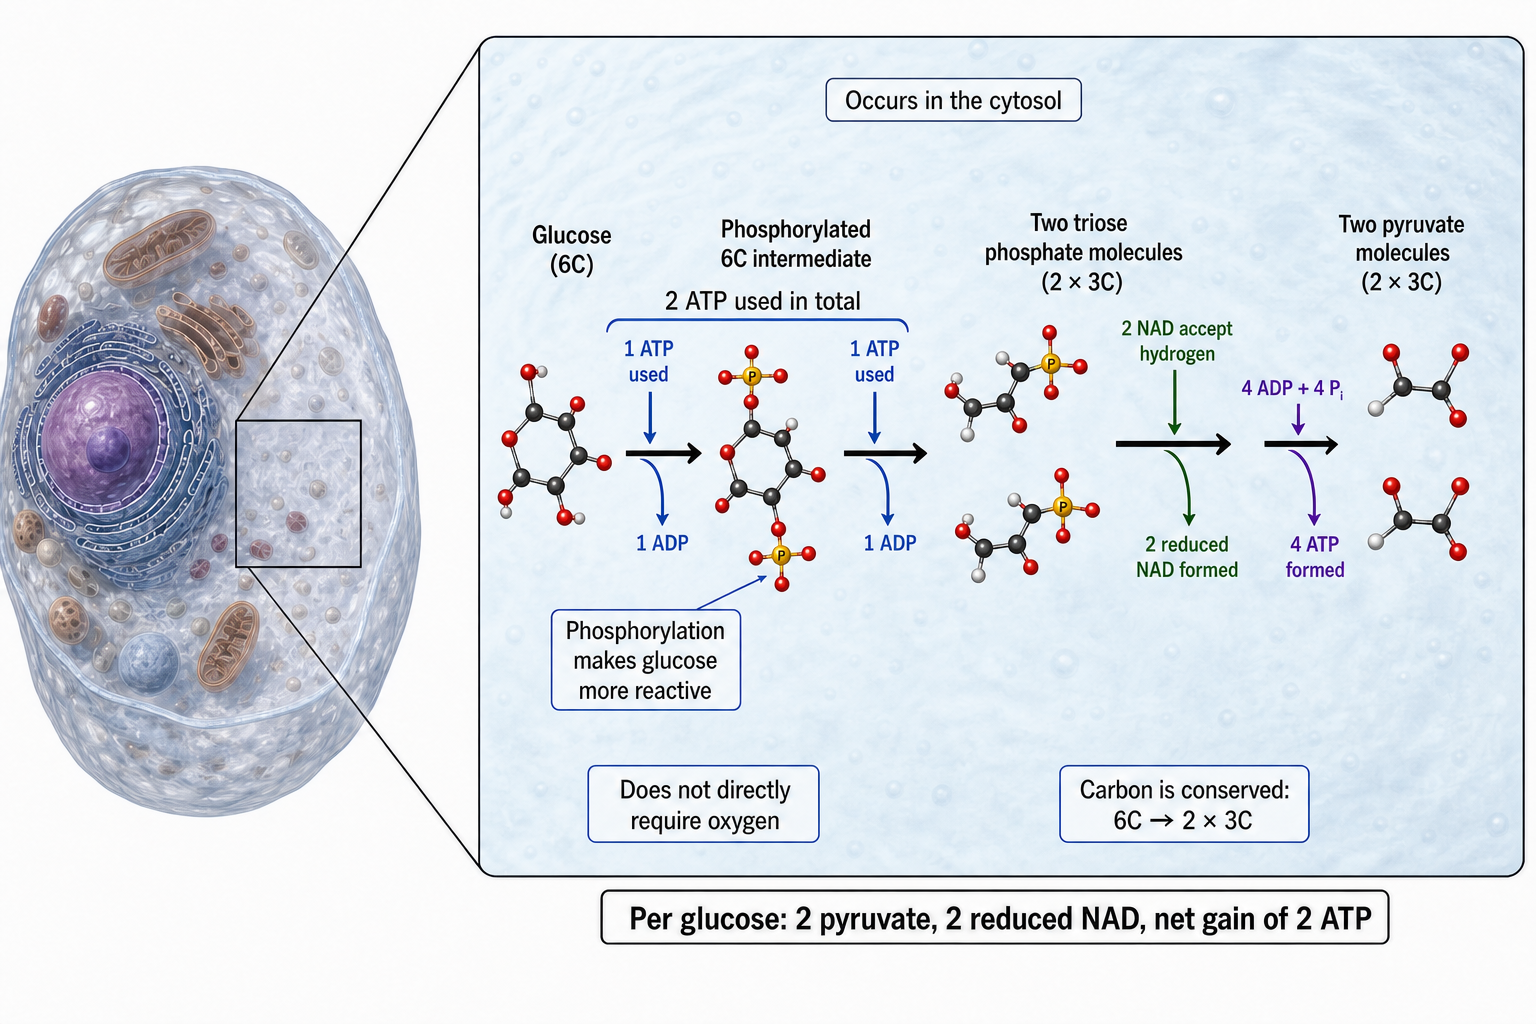 Occurs in the cytosol
Glucose
(6C)
Phosphorylated
6C intermediate
Two triose
phosphate molecules
(2 × 3C)
Two pyruvate
molecules
(2 × 3C)
2 ATP used in total
1 ATP
used
1 ADP
1 ATP
used
1 ADP
2 NAD accept
hydrogen
2 reduced
NAD formed
4 ADP + 4 Pi
4 ATP
formed
P
P
P
P
Phosphorylation
makes glucose
more reactive
Does not directly
require oxygen
Carbon is conserved:
6C → 2 × 3C
Per glucose: 2 pyruvate, 2 reduced NAD, net gain of 2 ATP